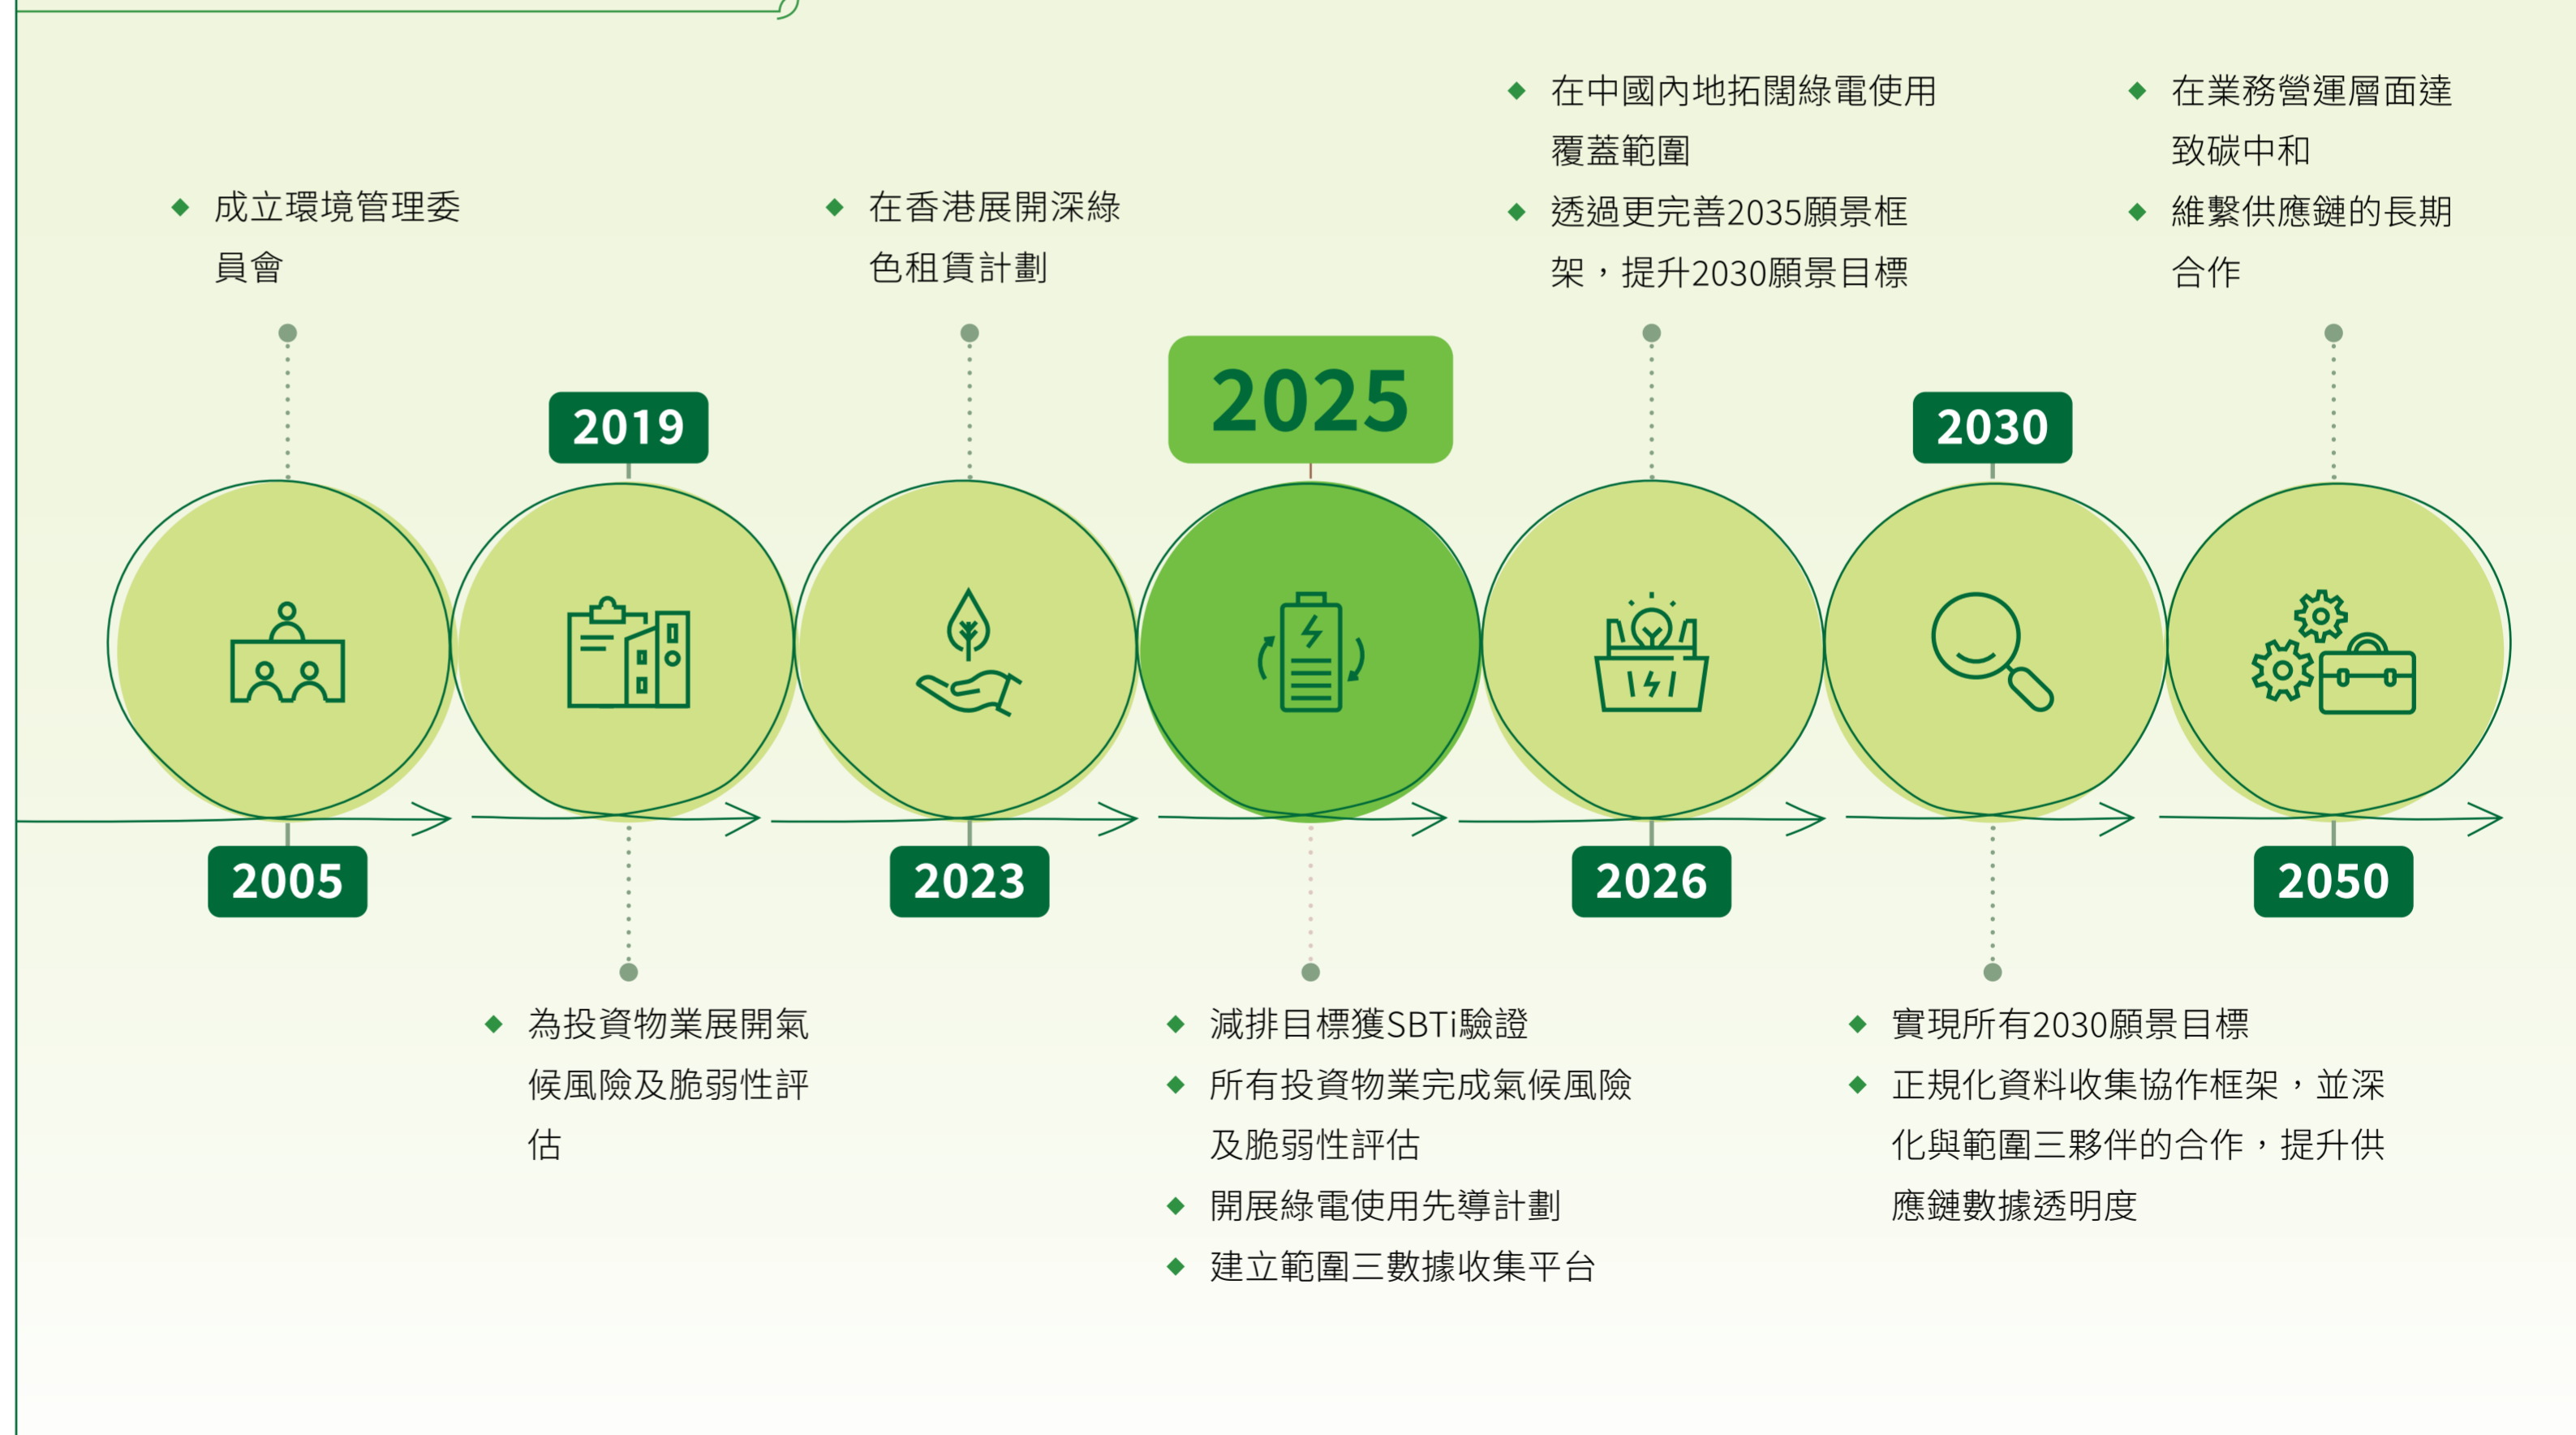 2005
成立環境管理委
員會
2019
為投資物業展開氣
候風險及脆弱性評
估
2023
在香港展開深綠
色租賃計劃
2025
減排目標獲SBTi驗證
所有投資物業完成氣候風險
及脆弱性評估
開展綠電使用先導計劃
建立範圍三數據收集平台
2026
在中國內地拓闊綠電使用
覆蓋範圍
透過更完善2035願景框
架，提升2030願景目標
2030
實現所有2030願景目標
正規化資料收集協作框架，並深
化與範圍三夥伴的合作，提升供
應鏈數據透明度
2050
在業務營運層面達
致碳中和
維繫供應鏈的長期
合作